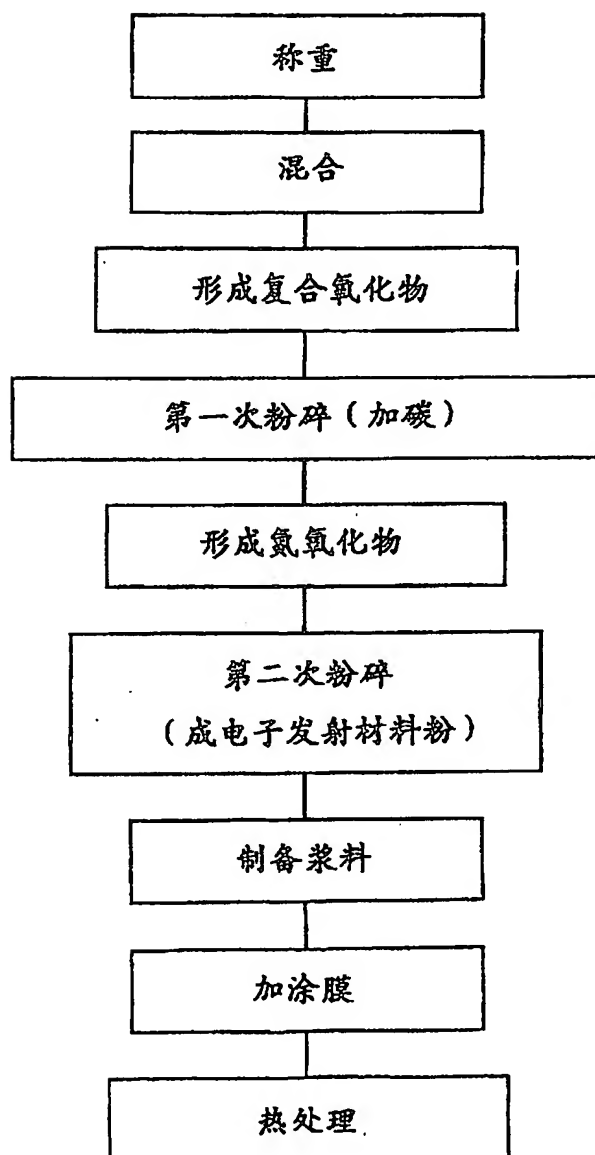 称重
混合
形成复合氧化物
第一次粉碎（加碳）
形成氮氧化物
第二次粉碎
（成电子发射材料粉）
制备浆料
加涂膜
热处理